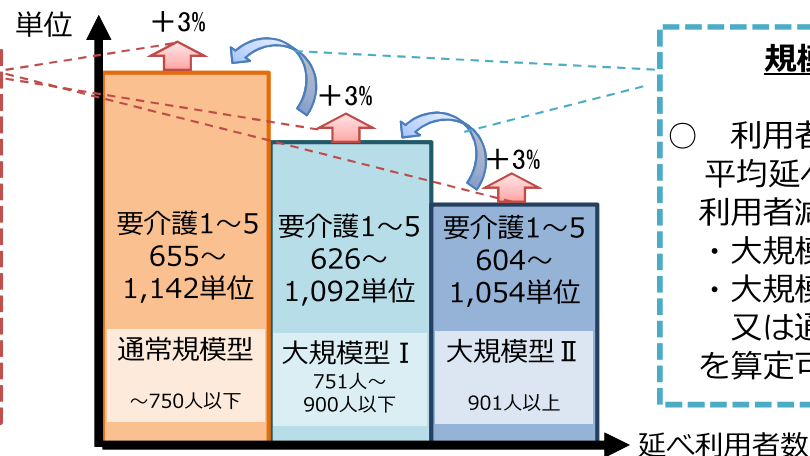 単位
+3%
+3%
+3%
要介護1～5
655～
1,142単位
通常規模型
～750人以下
要介護1～5
626～
1,092単位
大規模型Ⅰ
751人～
900人以下
要介護1～5
604～
1,054単位
大規模型Ⅱ
901人以上
延べ利用者数
規模
○ 利用者
平均延べ
利用者減
・大規模
・大規模
又は通
を算定可